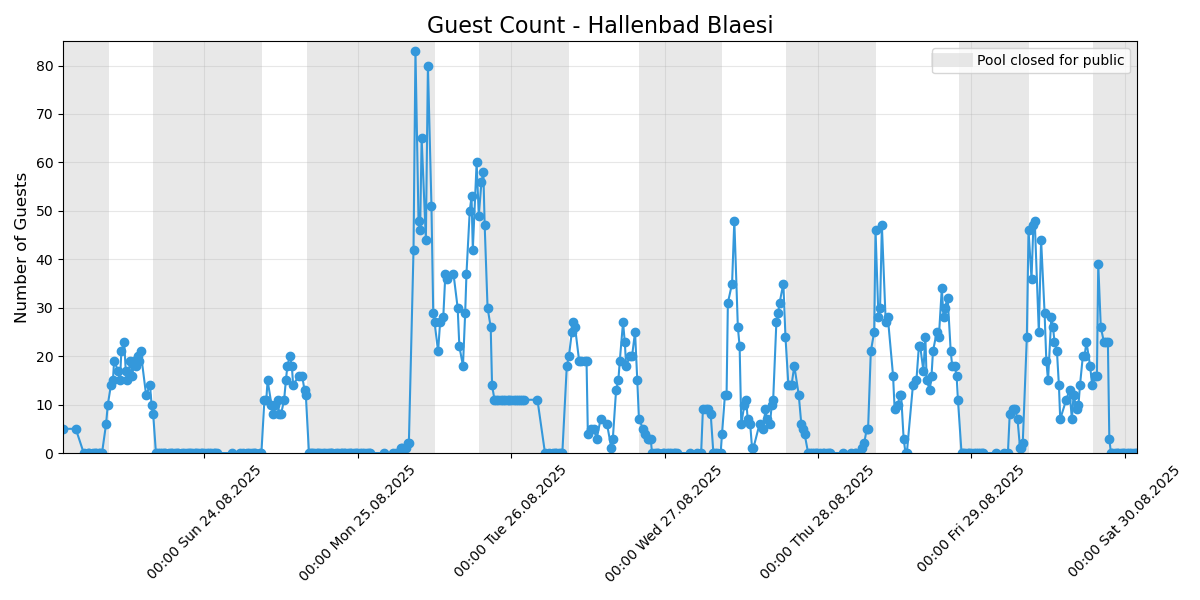 Guest Count - Hallenbad Blaesi
Pool closed for public
Number of Guests
80
70
60
50
40
30
20
10
0
00:00 Sun 24.08.2025
00:00 Mon 25.08.2025
00:00 Tue 26.08.2025
00:00 Wed 27.08.2025
00:00 Thu 28.08.2025
00:00 Fri 29.08.2025
00:00 Sat 30.08.2025